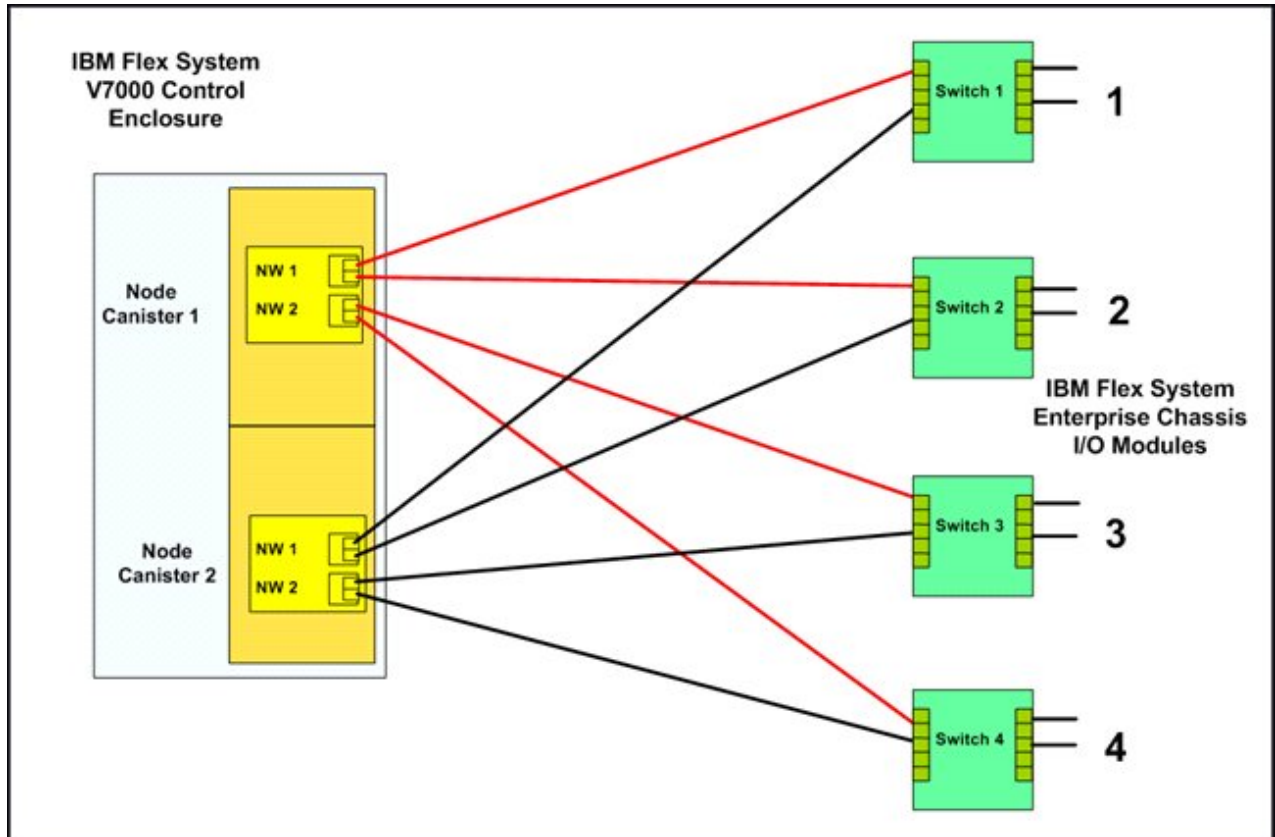 IBM Flex System
V7000 Control
Enclosure
Node
Canister 1
NW 1
NW 2
Node
Canister 2
NW 1
NW 2
Switch 1
1
Switch 2
2
IBM Flex System
Enterprise Chassis
I/O Modules
Switch 3
3
Switch 4
4